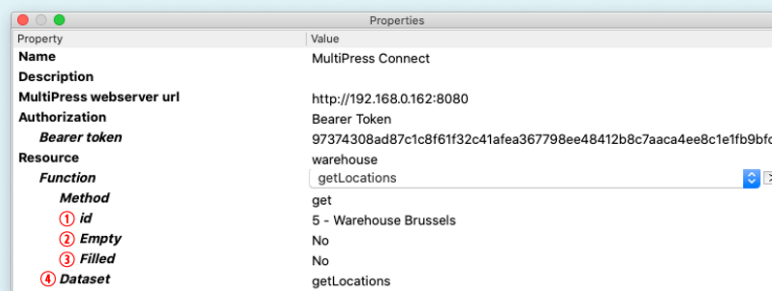 Properties
Property Value
Name MultiPress Connect
Description
MultiPress webserver url http://192.168.0.162:8080
Authorization Bearer Token
Bearer token 97374308ad87c1c8f61f32c41afea367798ee48412b8c7aaca4ee8c1e1fb9bfc
Resource warehouse
Function getLocations
Method get
① id 5 - Warehouse Brussels
② Empty No
③ Filled No
④ Dataset getLocations